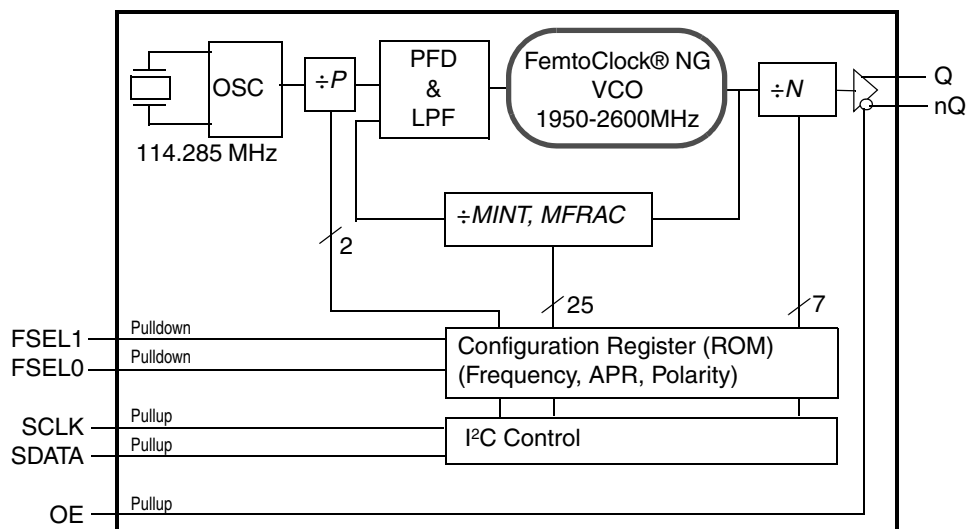 PFD
&
LPF
FemtoClock® NG
VCO
1950-2600MHz
OSC
÷P
÷N
Q
nQ
114.285 MHz
÷MINT, MFRAC
2
25
7
FSEL1
Pulldown
FSEL0
Pulldown
Configuration Register (ROM)
(Frequency, APR, Polarity)
SCLK
Pullup
SDATA
Pullup
I²C Control
OE
Pullup